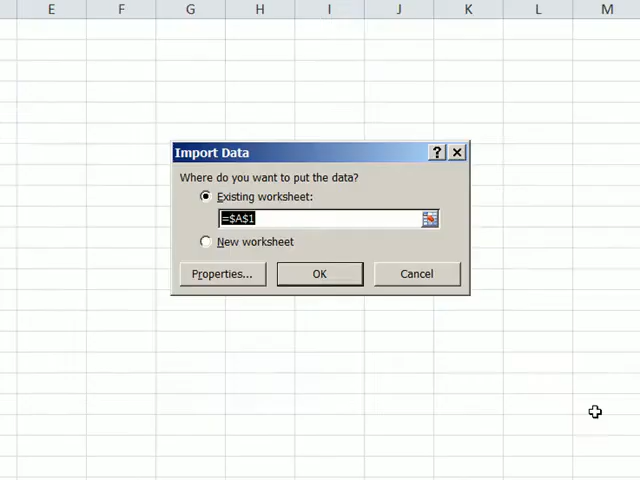 E F G H I J K L M
Import Data
Where do you want to put the data?
Existing worksheet:
=$A$1
New worksheet
Properties... OK Cancel